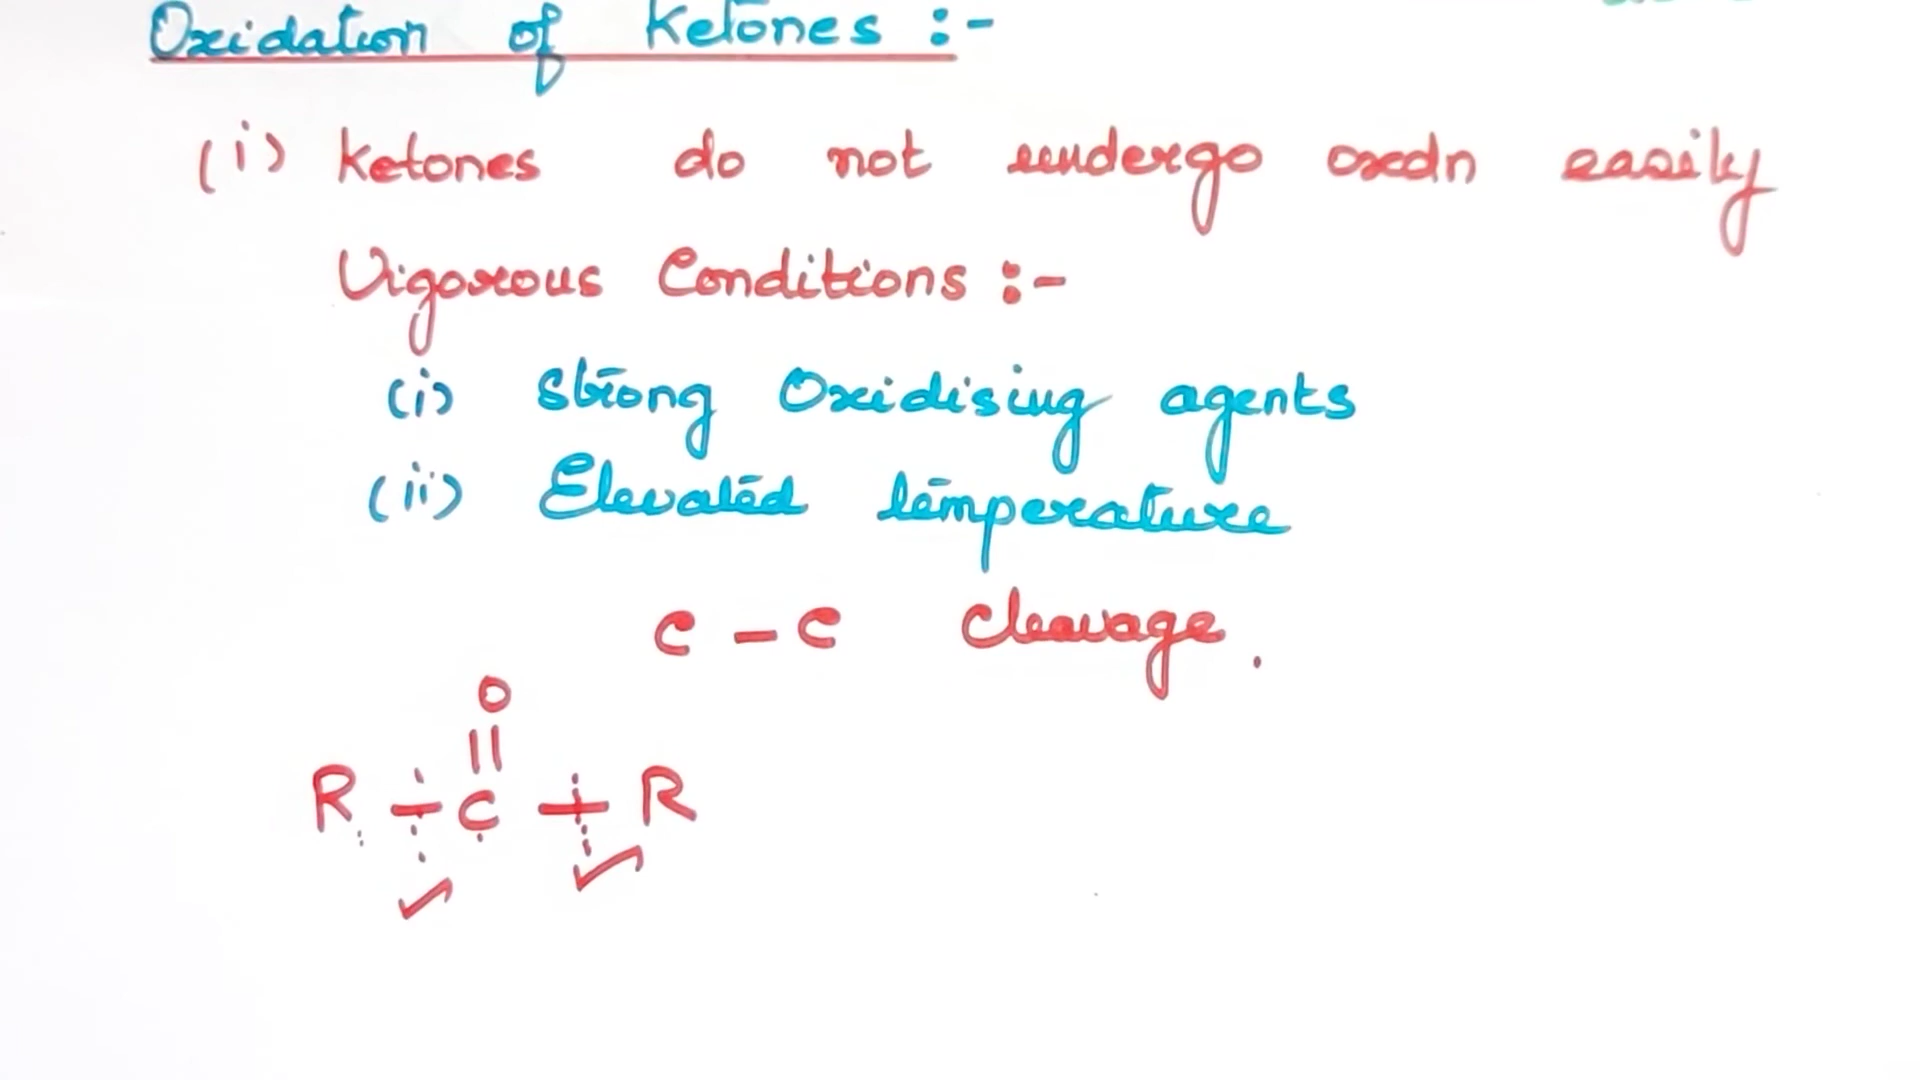 Oxidation of Ketones :-
(i) Ketones do not undergo oxdn easily
Vigorous Conditions :-
(i) Strong Oxidising agents
(ii) Elevated temperature
C - C Cleavage.
O
||
R - C - R